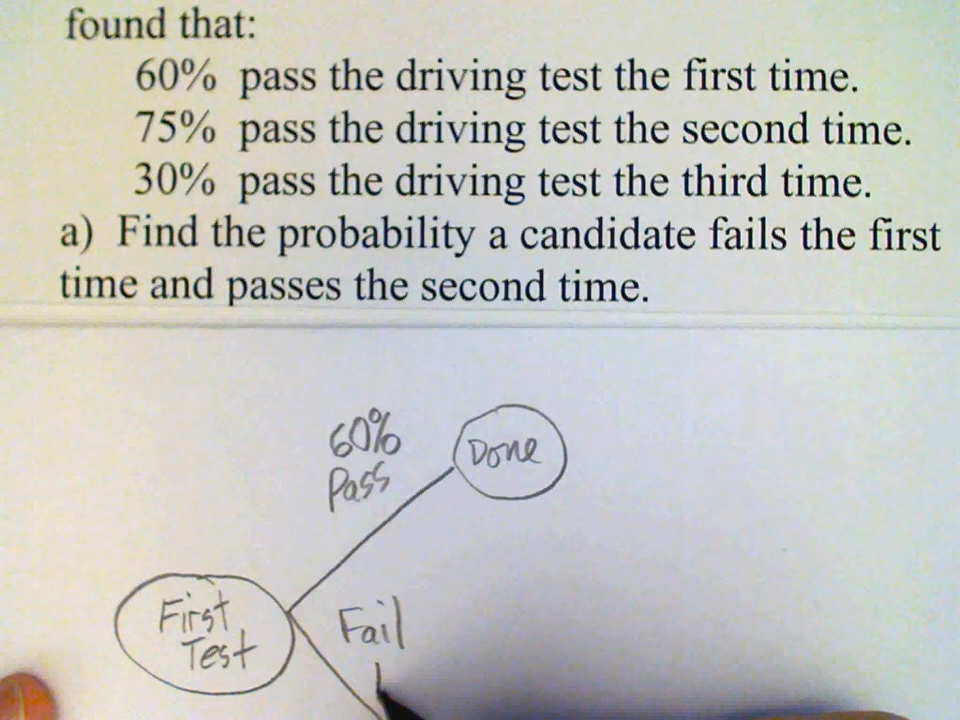 found that:
60% pass the driving test the first time.
75% pass the driving test the second time.
30% pass the driving test the third time.
a) Find the probability a candidate fails the first
time and passes the second time.
60%
Pass
Done
First
Test
Fail